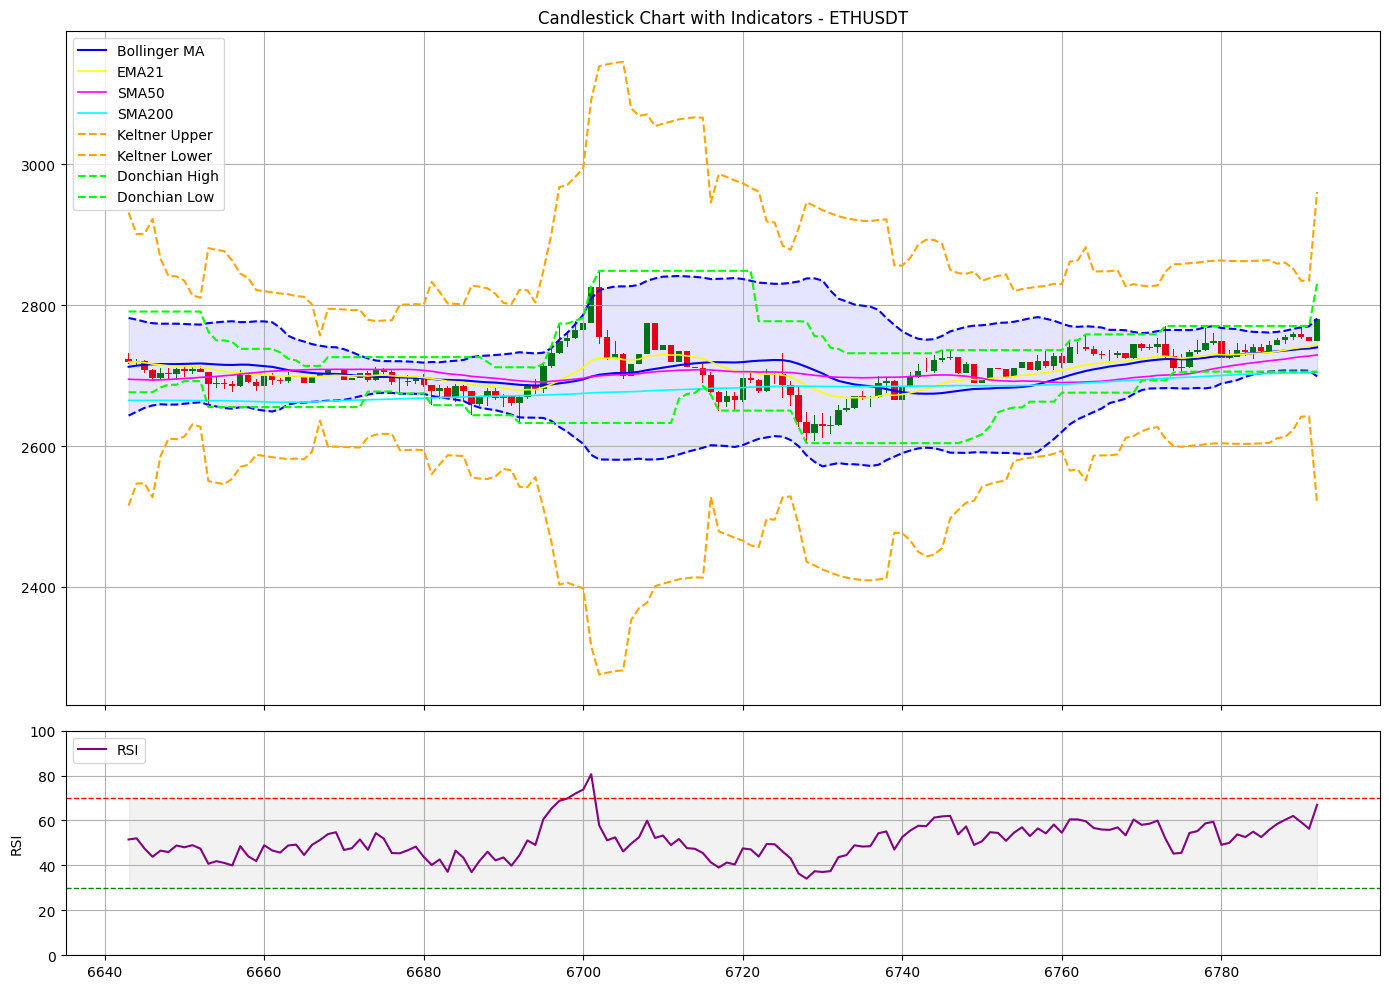 Candlestick Chart with Indicators - ETHUSDT
Bollinger MA
EMA21
SMA50
SMA200
Keltner Upper
Keltner Lower
Donchian High
Donchian Low
3000
2800
2600
2400
RSI
100
80
60
40
20
0
RSI
6640 6660 6680 6700 6720 6740 6760 6780